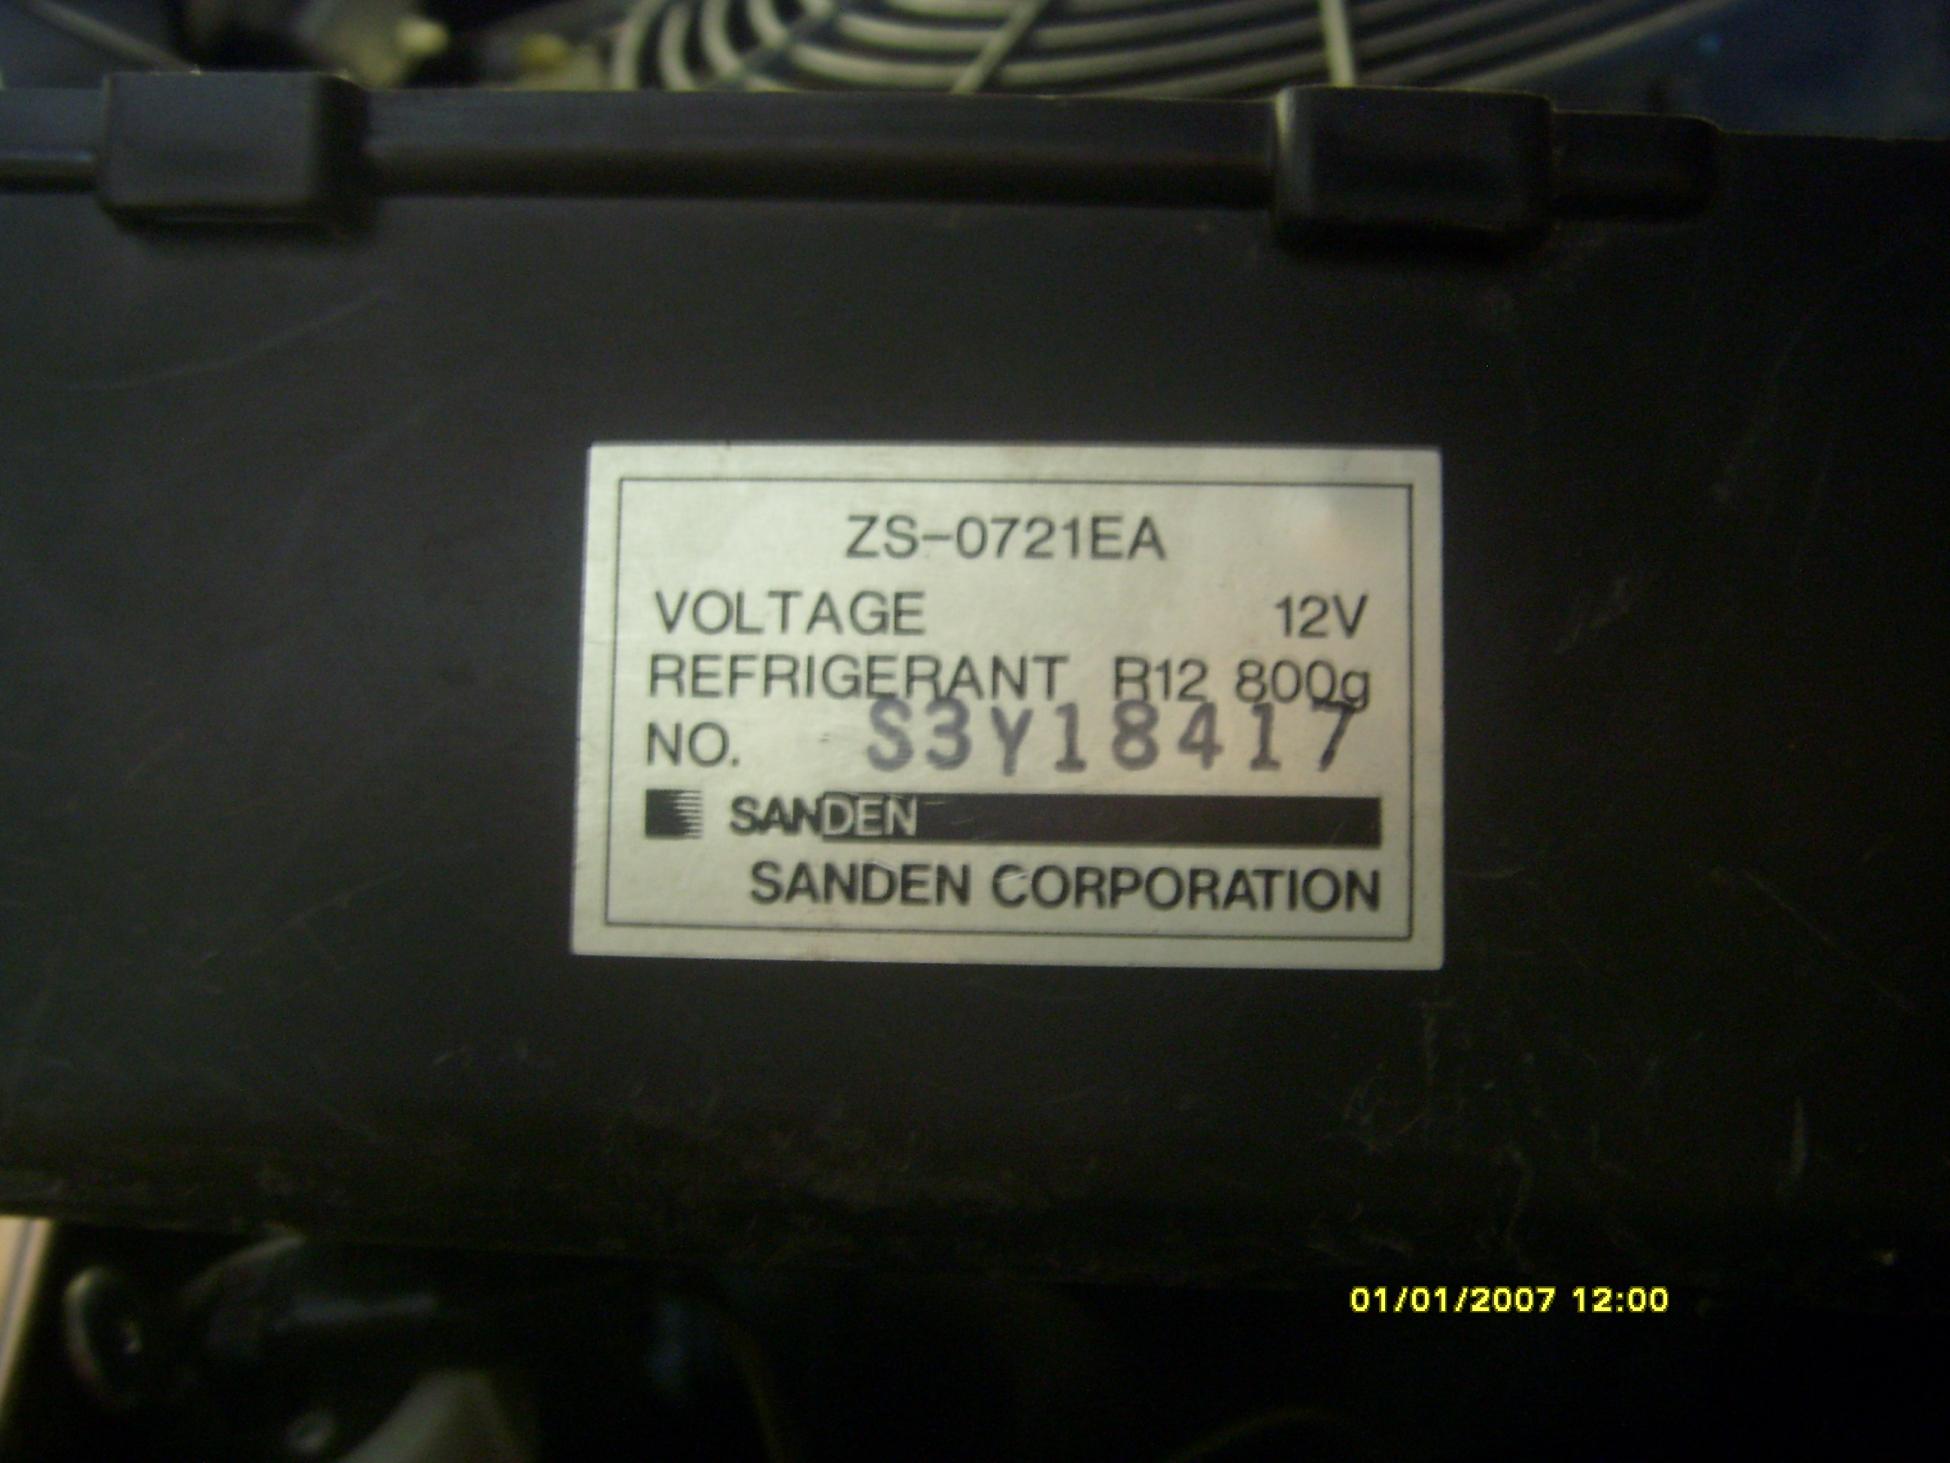 ZS-0721EA
VOLTAGE 12V
REFRIGERANT R12 800g
NO. S3Y18417
SANDEN
SANDEN CORPORATION
01/01/2007 12:00